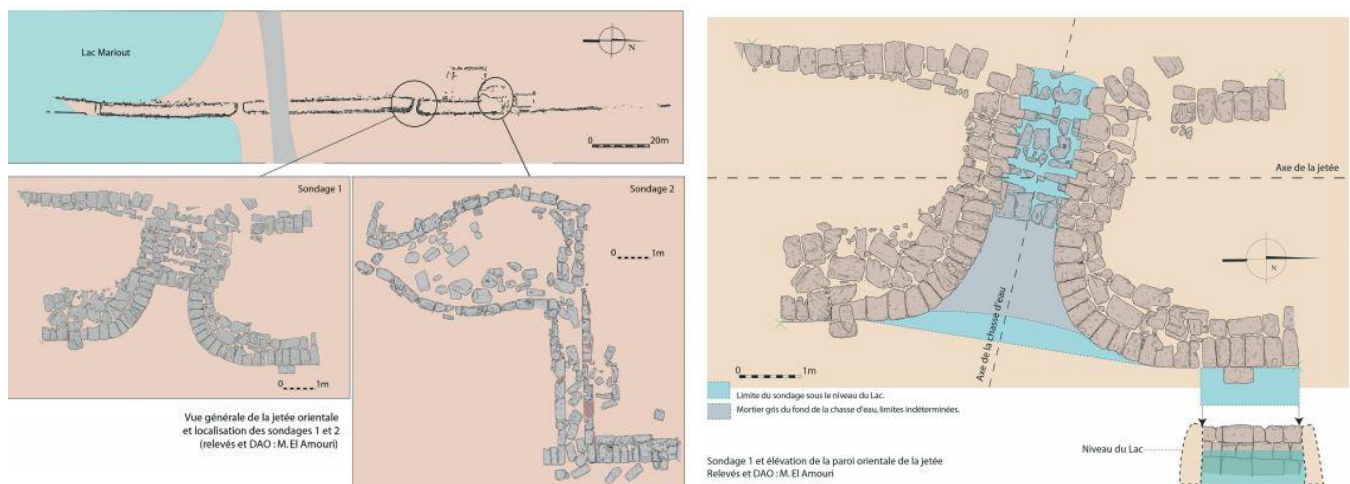 Lac Mariout
N
0 20m
Sondage 1
0 1m
Sondage 2
0 1m
N
Vue générale de la jetée orientale
et localisation des sondages 1 et 2
(relevés et DAO : M. El Amouri)
Axe de la jetée
N
Axe de la chasse d'eau
0 1m
Limite du sondage sous le niveau du Lac.
Mortier gris du fond de la chasse d'eau, limites indéterminées.
Niveau du Lac
Sondage 1 et élévation de la paroi orientale de la jetée
Relevés et DAO : M. El Amouri